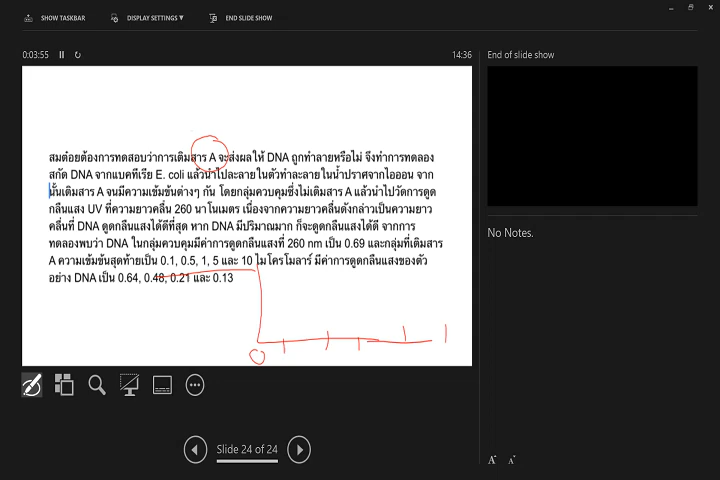 SHOW TASKBAR
DISPLAY SETTINGS ▼
END SLIDE SHOW
0:03:55
14:36
End of slide show
สมต๋อยต้องการทดสอบว่าการเติมสาร A จะส่งผลให้ DNA ถูกทำลายหรือไม่ จึงทำการทดลอง
สกัด DNA จากแบคทีเรีย E. coli แล้วนำไปละลายในตัวทำละลายในน้ำปราศจากไอออน จาก
นั้นเติมสาร A จนมีความเข้มข้นต่างๆ กัน โดยกลุ่มควบคุมซึ่งไม่เติมสาร A แล้วนำไปวัดการดูด
กลืนแสง UV ที่ความยาวคลื่น 260 นาโนเมตร เนื่องจากความยาวคลื่นดังกล่าวเป็นความยาว
คลื่นที่ DNA ดูดกลืนแสงได้ดีที่สุด หาก DNA มีปริมาณมาก ก็จะดูดกลืนแสงได้ดี จากการ
ทดลองพบว่า DNA ในกลุ่มควบคุมมีค่าการดูดกลืนแสงที่ 260 nm เป็น 0.69 และกลุ่มที่เติมสาร
A ความเข้มข้นสุดท้ายเป็น 0.1, 0.5, 1, 5 และ 10 ไมโครโมลาร์ มีค่าการดูดกลืนแสงของตัว
อย่าง DNA เป็น 0.64, 0.48, 0.21 และ 0.13
0
No Notes.
Slide 24 of 24
A A